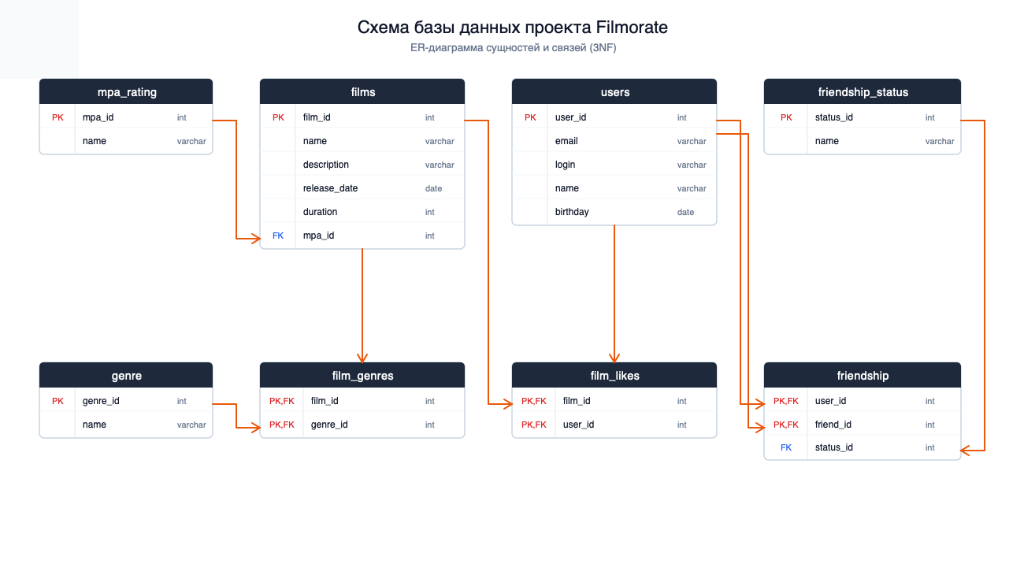 Схема базы данных проекта Filmorate
ER-диаграмма сущностей и связей (3NF)
mpa_rating
PK mpa_id int
name varchar
films
PK film_id int
name varchar
description varchar
release_date date
duration int
FK mpa_id int
users
PK user_id int
email varchar
login varchar
name varchar
birthday date
friendship_status
PK status_id int
name varchar
genre
PK genre_id int
name varchar
film_genres
PK,FK film_id int
PK,FK genre_id int
film_likes
PK,FK film_id int
PK,FK user_id int
friendship
PK,FK user_id int
PK,FK friend_id int
FK status_id int